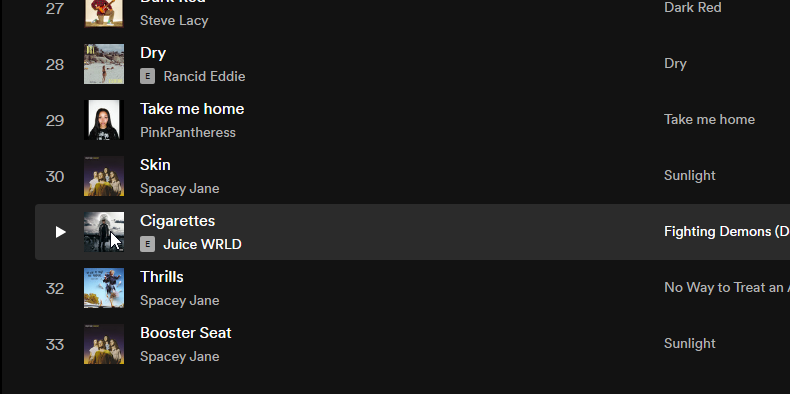 27
Dark Red
Steve Lacy
Dark Red
28
Dry
E Rancid Eddie
Dry
29
Take me home
PinkPantheress
Take me home
30
Skin
Spacey Jane
Sunlight
Cigarettes
E Juice WRLD
Fighting Demons (D
32
Thrills
Spacey Jane
No Way to Treat an A
33
Booster Seat
Spacey Jane
Sunlight